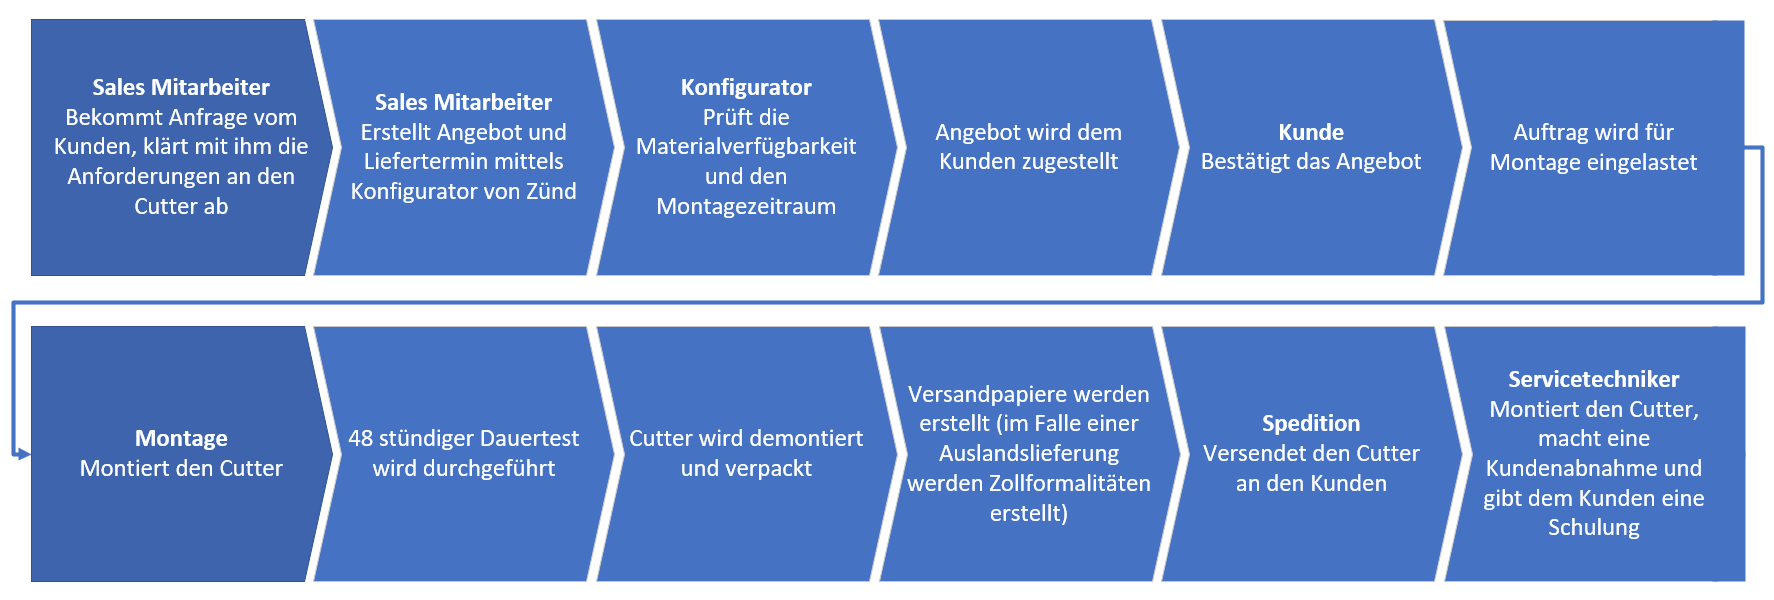 Sales Mitarbeiter
Bekommt Anfrage vom
Kunden, klärt mit ihm die
Anforderungen an den
Cutter ab
Sales Mitarbeiter
Erstellt Angebot und
Liefertermin mittels
Konfigurator von Zünd
Konfigurator
Prüft die
Materialverfügbarkeit
und den
Montagezeitraum
Angebot wird dem
Kunden zugestellt
Kunde
Bestätigt das Angebot
Auftrag wird für
Montage eingelastet
Montage
Montiert den Cutter
48 stündiger Dauertest
wird durchgeführt
Cutter wird demontiert
und verpackt
Versandpapiere werden
erstellt (im Falle einer
Auslandslieferung
werden Zollformalitäten
erstellt)
Spedition
Versendet den Cutter
an den Kunden
Servicetechniker
Montiert den Cutter,
macht eine
Kundenabnahme und
gibt dem Kunden eine
Schulung